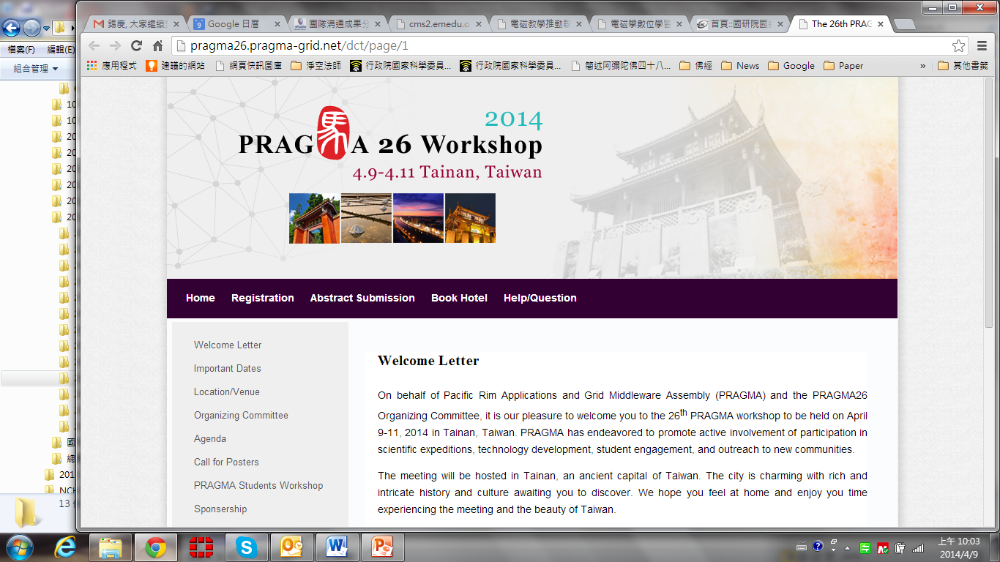 錫慶, 大家繼續
Google 日曆
團隊溝通成果分
cms2.emedu.o
電磁教學推動聯
電磁學數位學習
首頁::國研院國
The 26th PRAG
pragma26.pragma-grid.net/dct/page/1
應用程式
建議的網站
網頁快訊圖庫
淨空法師
行政院國家科學委員...
行政院國家科學委員...
簡述阿彌陀佛四十八...
佛經
News
Google
Paper
»
其他書籤
檔案(F) 編輯(E)
組合管理
10
10
20
20
20
20
20
20
國
總
201
NCH
13 個
2014
PRAG馬A 26 Workshop
4.9-4.11 Tainan, Taiwan
Home Registration Abstract Submission Book Hotel Help/Question
Welcome Letter
Important Dates
Location/Venue
Organizing Committee
Agenda
Call for Posters
PRAGMA Students Workshop
Sponsership
Welcome Letter
On behalf of Pacific Rim Applications and Grid Middleware Assembly (PRAGMA) and the PRAGMA26
Organizing Committee, it is our pleasure to welcome you to the 26th PRAGMA workshop to be held on April
9-11, 2014 in Tainan, Taiwan. PRAGMA has endeavored to promote active involvement of participation in
scientific expeditions, technology development, student engagement, and outreach to new communities.
The meeting will be hosted in Tainan, an ancient capital of Taiwan. The city is charming with rich and
intricate history and culture awaiting you to discover. We hope you feel at home and enjoy you time
experiencing the meeting and the beauty of Taiwan.
上午 10:03
2014/4/9